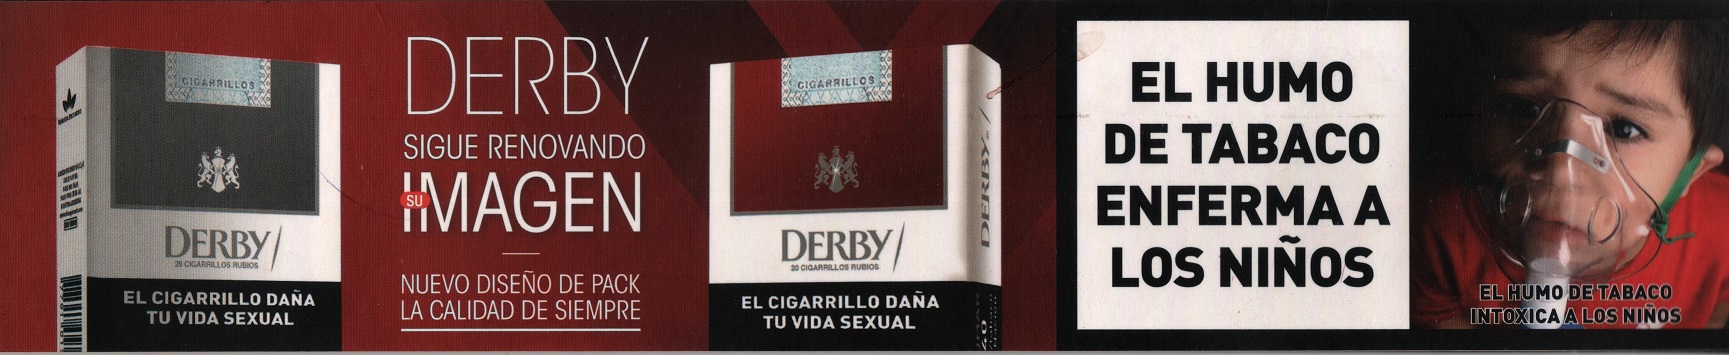 CIGARRILLOS
DERBY/
20 CIGARRILLOS RUBIOS
EL CIGARRILLO DAÑA
TU VIDA SEXUAL
DERBY
SIGUE RENOVANDO
SU IMAGEN
NUEVO DISEÑO DE PACK
LA CALIDAD DE SIEMPRE
CIGARRILLOS
DERBY/
20 CIGARRILLOS RUBIOS
EL CIGARRILLO DAÑA
TU VIDA SEXUAL
DERBY/
EL HUMO
DE TABACO
ENFERMA A
LOS NIÑOS
EL HUMO DE TABACO
INTOXICA A LOS NIÑOS